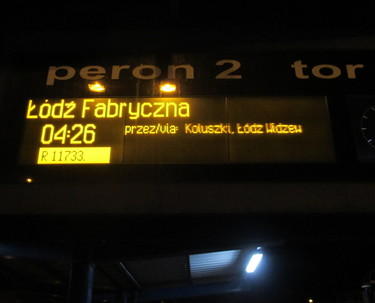 peron 2 tor
Łódź Fabryczna
04:26 przez/via: Koluszki, Łódź Widzew
R 11733.